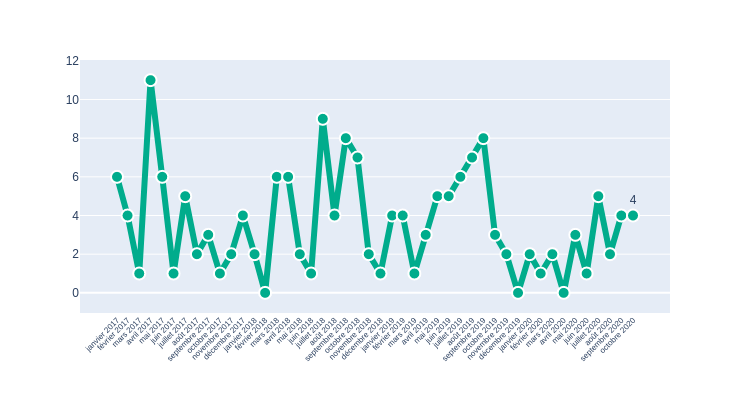 12
10
8
6
4
2
0
4
janvier 2017
février 2017
mars 2017
avril 2017
mai 2017
juin 2017
juillet 2017
août 2017
septembre 2017
octobre 2017
novembre 2017
décembre 2017
janvier 2018
février 2018
mars 2018
avril 2018
mai 2018
juin 2018
juillet 2018
août 2018
septembre 2018
octobre 2018
novembre 2018
décembre 2018
janvier 2019
février 2019
mars 2019
avril 2019
mai 2019
juin 2019
juillet 2019
août 2019
septembre 2019
octobre 2019
novembre 2019
décembre 2019
janvier 2020
février 2020
mars 2020
avril 2020
mai 2020
juin 2020
juillet 2020
août 2020
septembre 2020
octobre 2020